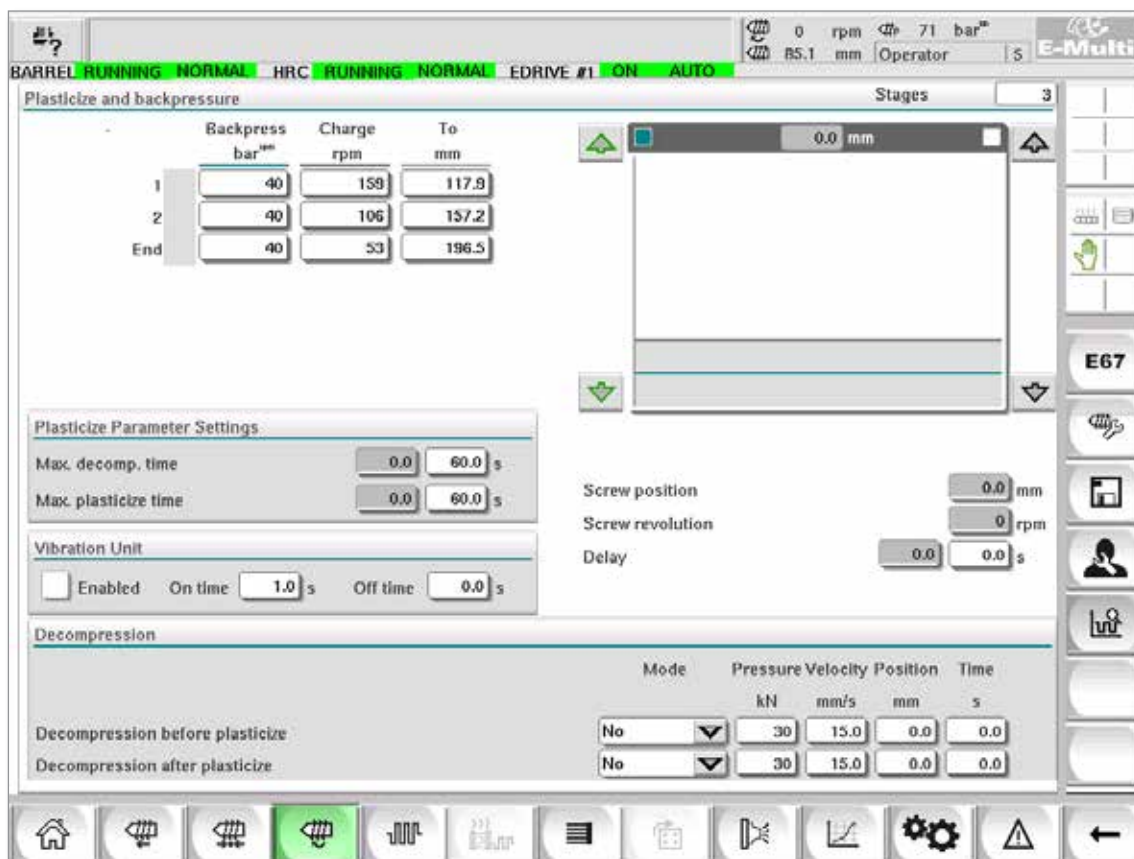 ?
0 rpm 71 bar
85.1 mm Operator S
E-Multi
BARREL RUNNING NORMAL HRC RUNNING NORMAL EDRIVE #1 ON AUTO
Plasticize and backpressure Stages 3
Backpress Charge To
bar spm rpm mm
1 40 159 117.9
2 40 106 157.2
End 40 53 196.5
0.0 mm
E67
Plasticize Parameter Settings
Max. decomp. time 0.0 60.0 s
Max. plasticize time 0.0 60.0 s
Screw position 0.0 mm
Screw revolution 0 rpm
Delay 0.0 0.0 s
Vibration Unit
Enabled On time 1.0 s Off time 0.0 s
Decompression
Mode Pressure Velocity Position Time
kN mm/s mm s
Decompression before plasticize No 30 15.0 0.0 0.0
Decompression after plasticize No 30 15.0 0.0 0.0